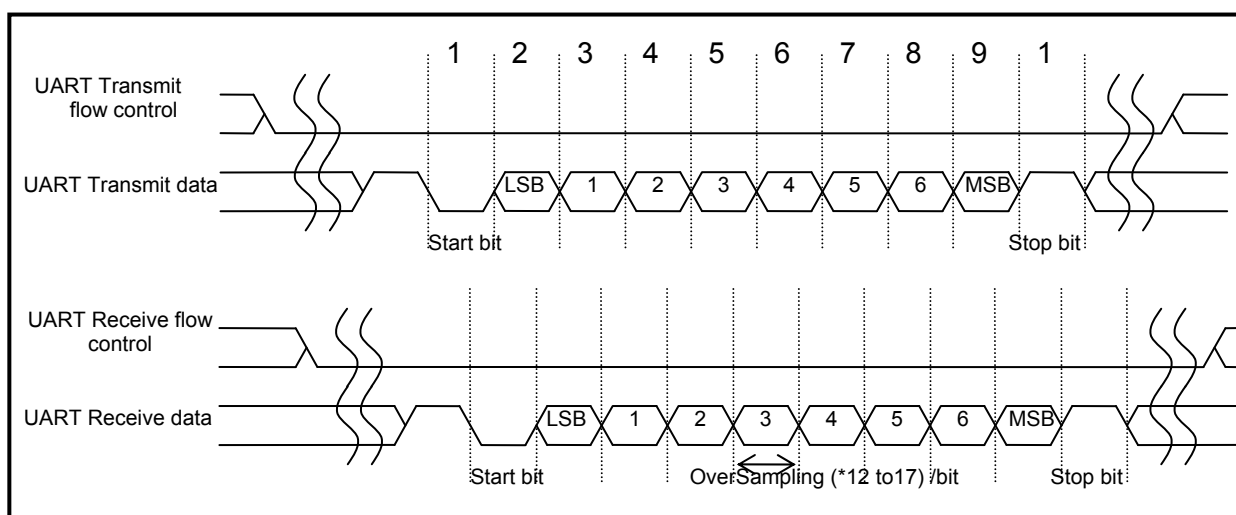 1 2 3 4 5 6 7 8 9 1
UART Transmit
flow control
UART Transmit data
LSB 1 2 3 4 5 6 MSB
Start bit Stop bit
UART Receive flow
control
UART Receive data
LSB 1 2 3 4 5 6 MSB
Start bit OverSampling (*12 to17) /bit Stop bit